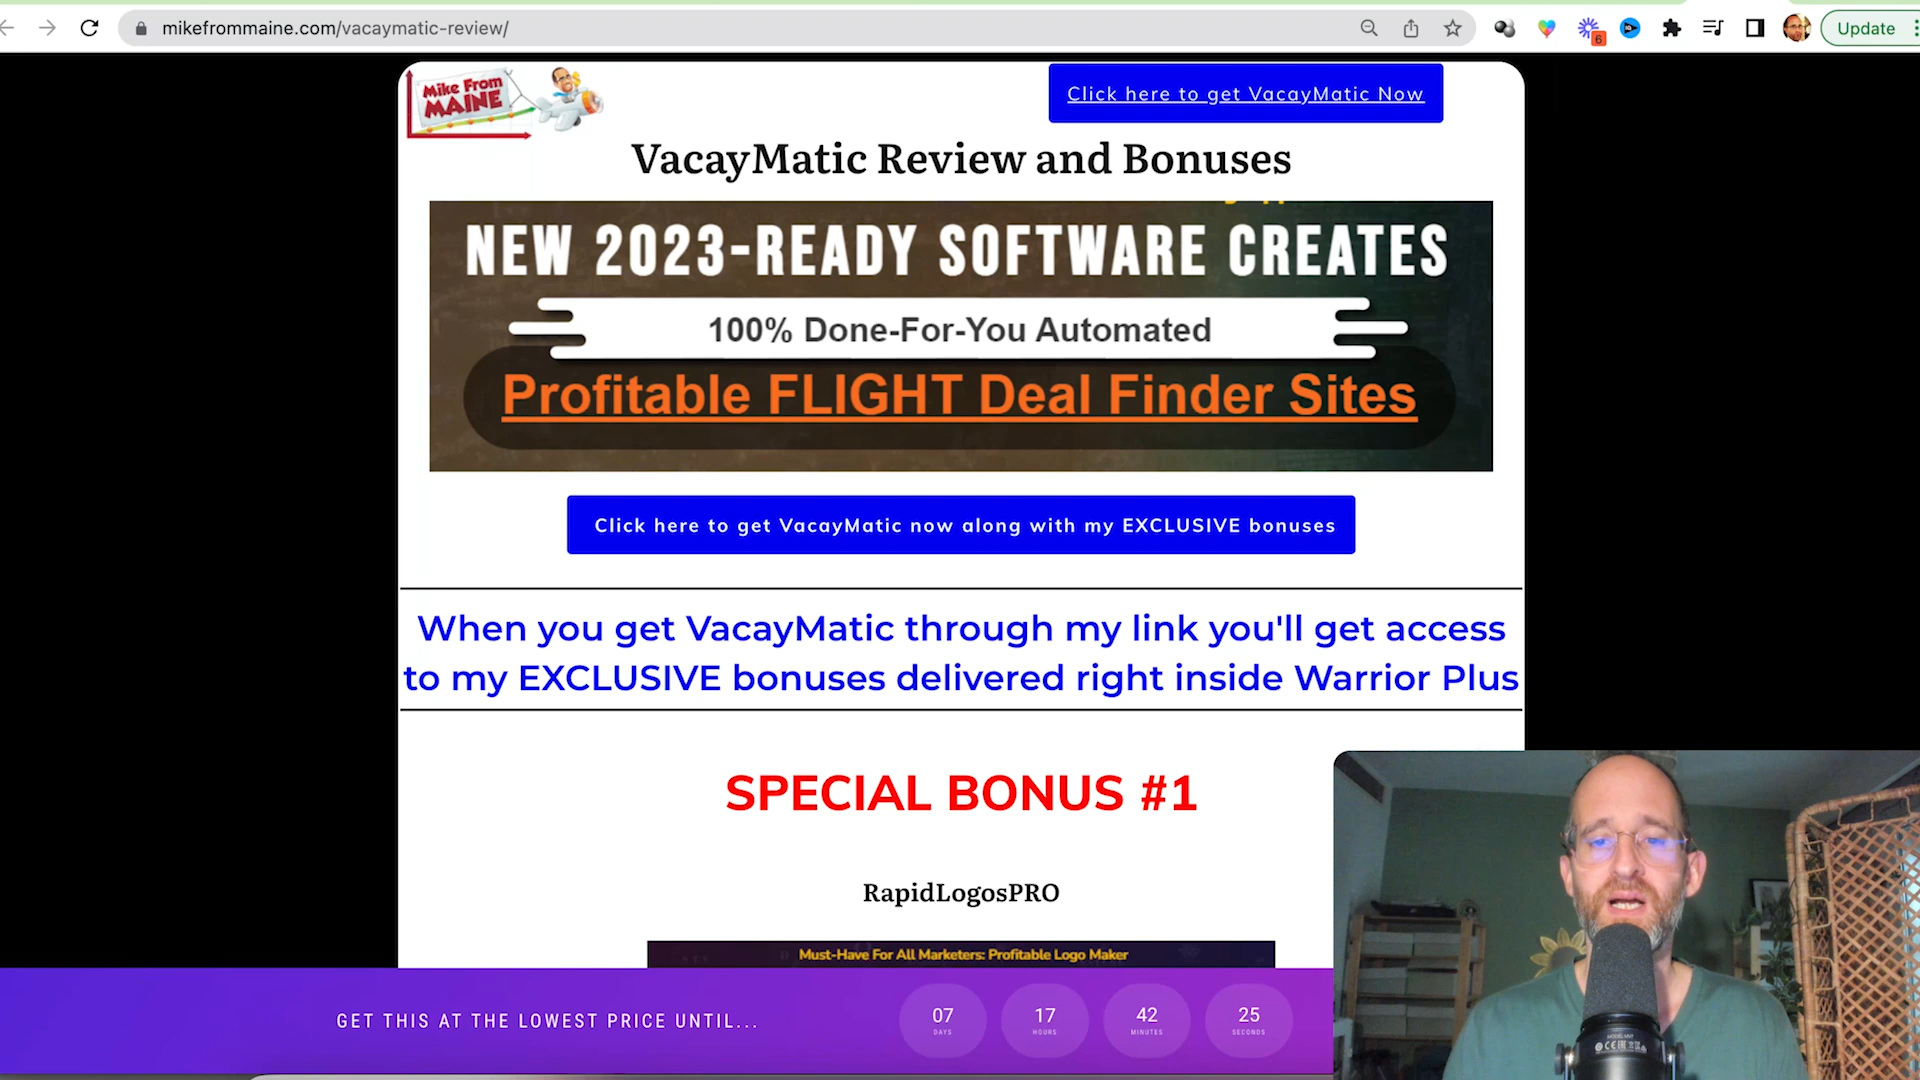 mikefrommaine.com/vacaymatic-review/
6
Update
Mike From
MAINE
Click here to get VacayMatic Now
VacayMatic Review and Bonuses
NEW 2023-READY SOFTWARE CREATES
100% Done-For-You Automated
Profitable FLIGHT Deal Finder Sites
Click here to get VacayMatic now along with my EXCLUSIVE bonuses
When you get VacayMatic through my link you'll get access
to my EXCLUSIVE bonuses delivered right inside Warrior Plus
SPECIAL BONUS #1
RapidLogosPRO
Must-Have For All Marketers: Profitable Logo Maker
GET THIS AT THE LOWEST PRICE UNTIL...
07
DAYS
17
HOURS
42
MINUTES
25
SECONDS